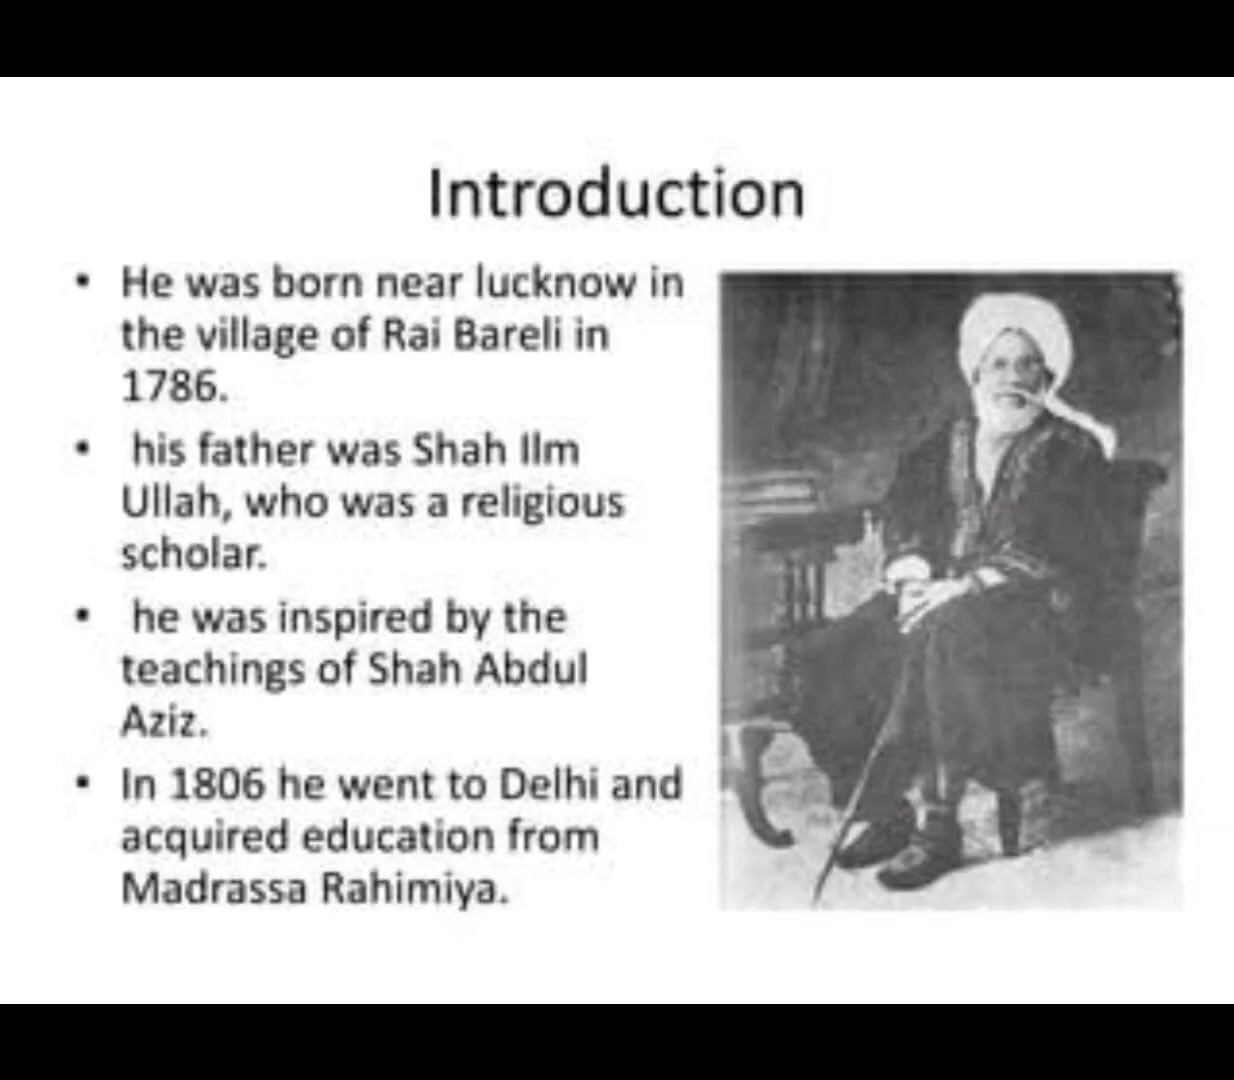 Introduction
• He was born near lucknow in
the village of Rai Bareli in
1786.
• his father was Shah Ilm
Ullah, who was a religious
scholar.
• he was inspired by the
teachings of Shah Abdul
Aziz.
• In 1806 he went to Delhi and
acquired education from
Madrassa Rahimiya.